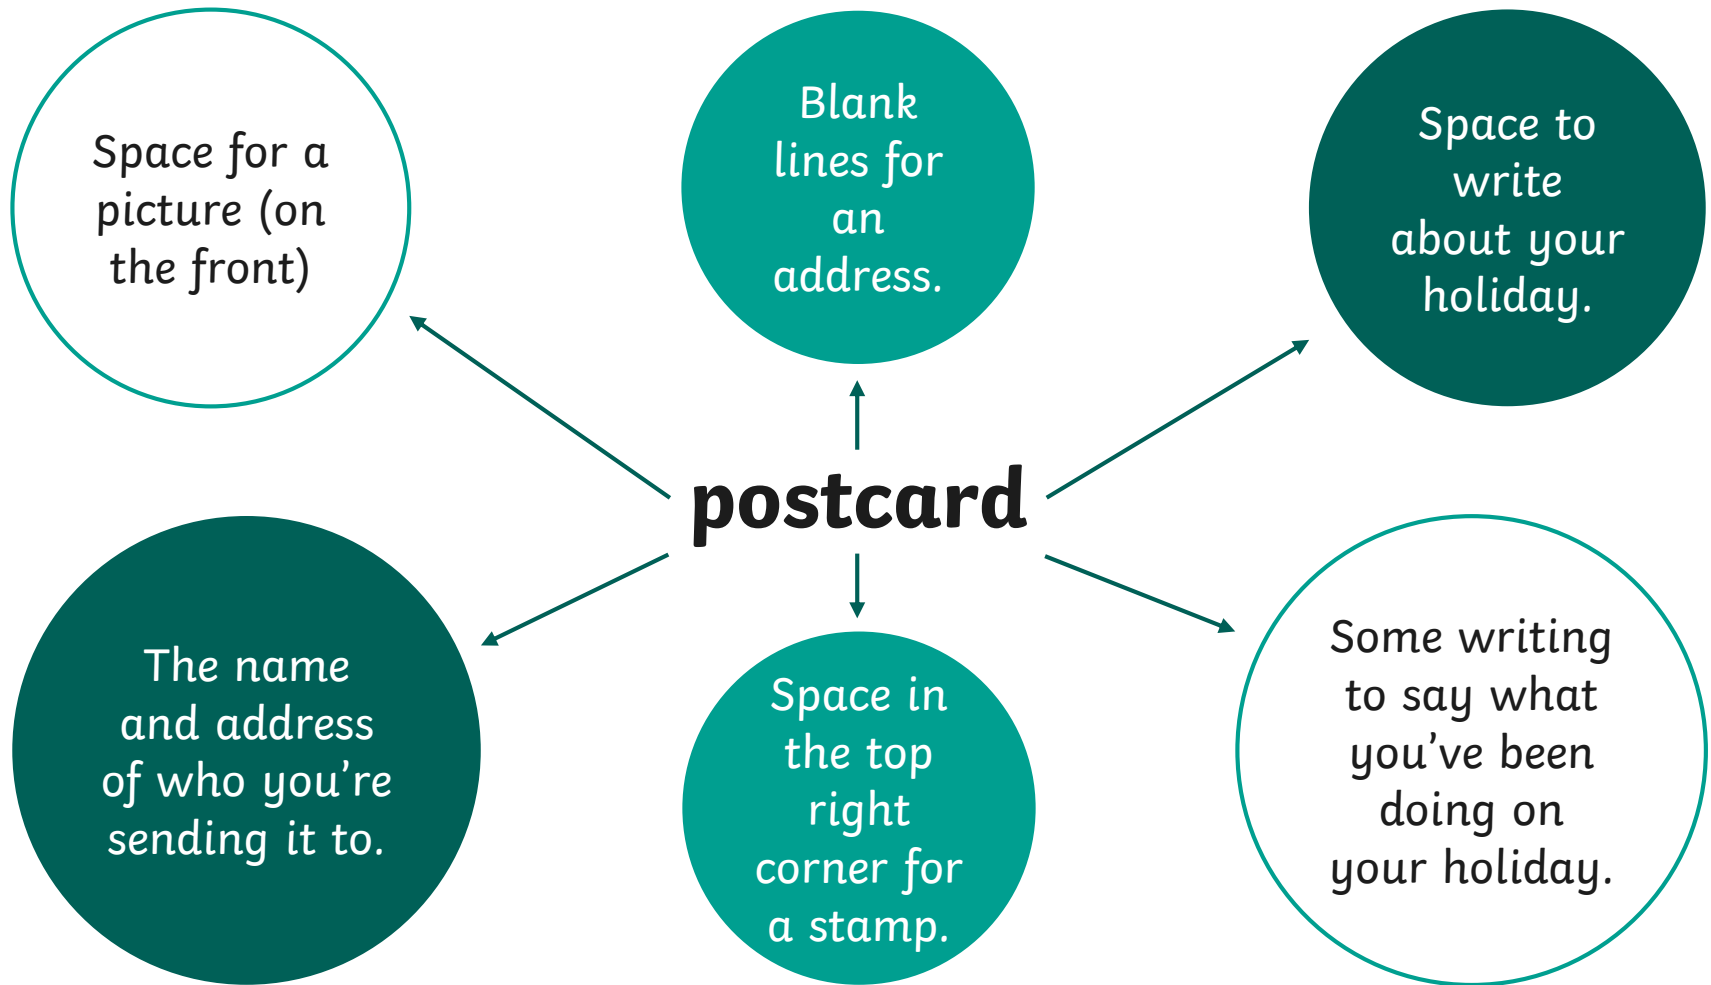 Space for a
picture (on
the front)
Blank
lines for
an
address.
Space to
write
about your
holiday.
postcard
The name
and address
of who you're
sending it to.
Space in
the top
right
corner for
a stamp.
Some writing
to say what
you've been
doing on
your holiday.